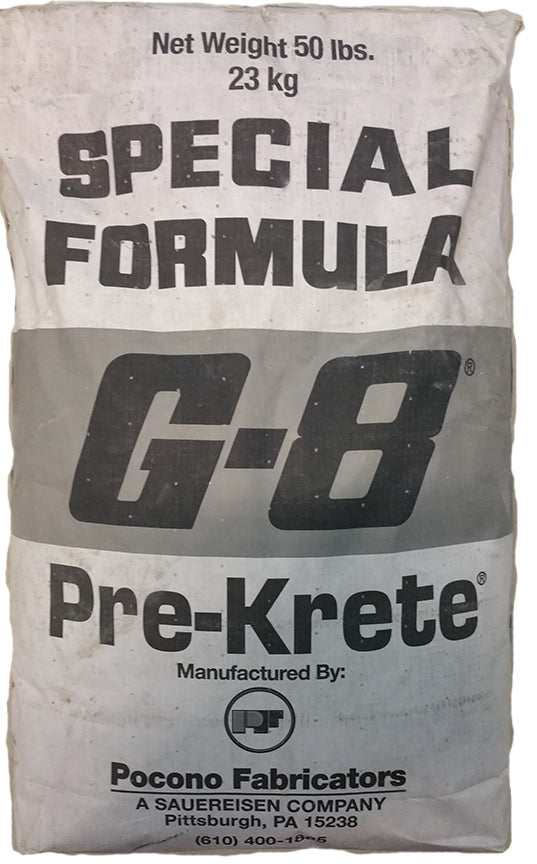 Net Weight 50 lbs.
23 kg
SPECIAL
FORMULA
G-8®
Pre-Krete®
Manufactured By:
PF
Pocono Fabricators
A SAUEREISEN COMPANY
Pittsburgh, PA 15238
(610)